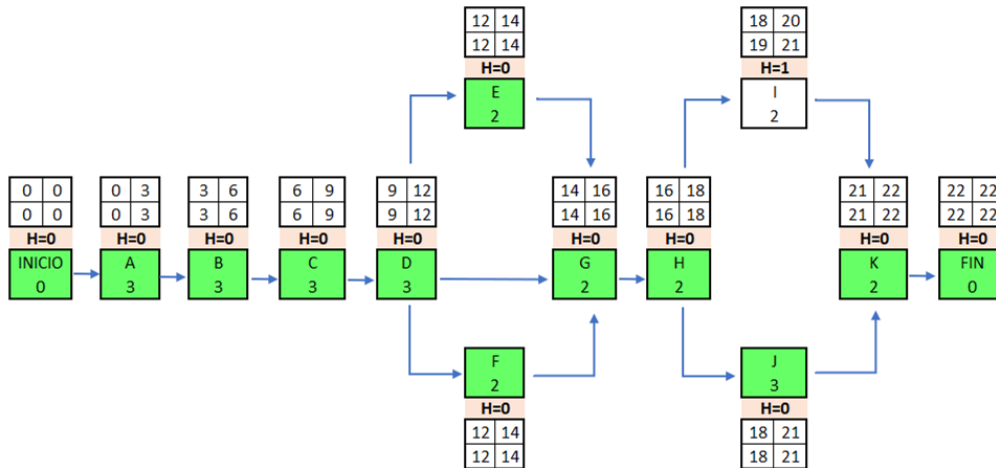 12 14
12 14
H=0
E
2
18 20
19 21
H=1
I
2
0 0
0 0
H=0
INICIO
0
0 3
0 3
H=0
A
3
3 6
3 6
H=0
B
3
6 9
6 9
H=0
C
3
9 12
9 12
H=0
D
3
14 16
14 16
H=0
G
2
16 18
16 18
H=0
H
2
21 22
21 22
H=0
K
2
22 22
22 22
H=0
FIN
0
F
2
H=0
12 14
12 14
J
3
H=0
18 21
18 21